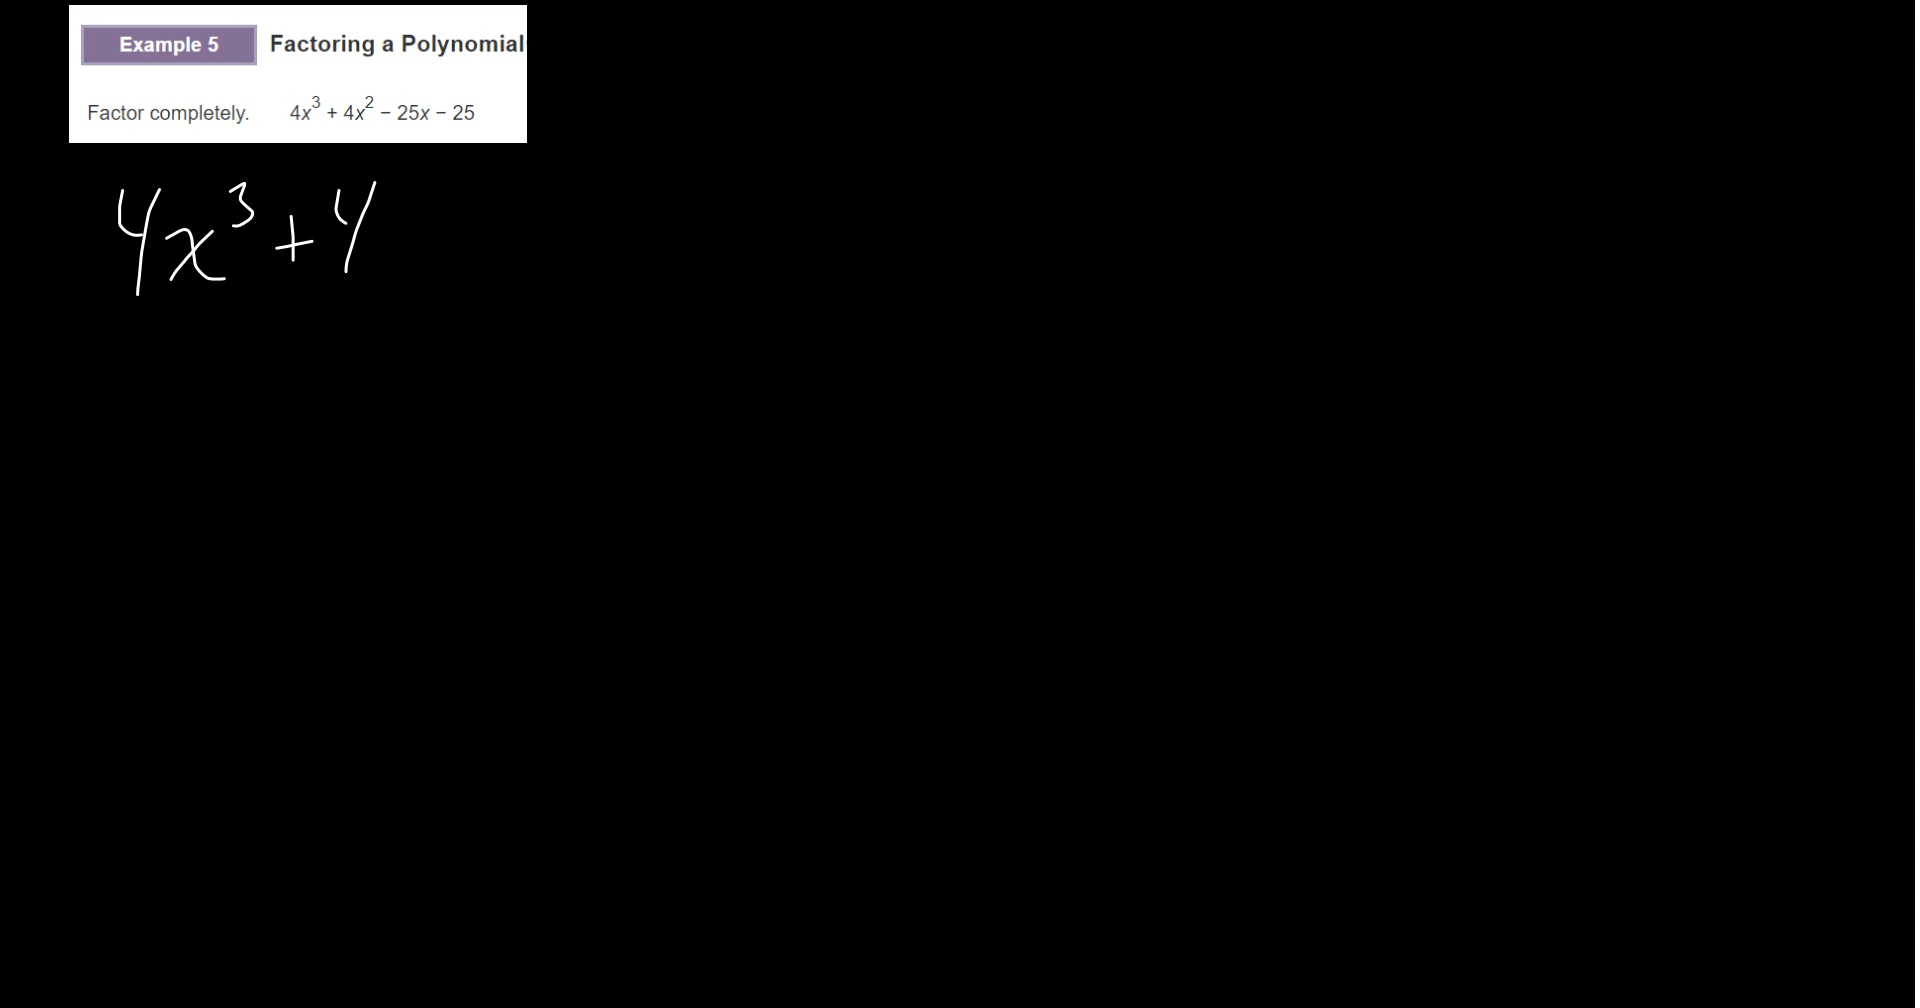 Example 5 Factoring a Polynomial
Factor completely. 4x³ + 4x² − 25x − 25
4x³ + 4